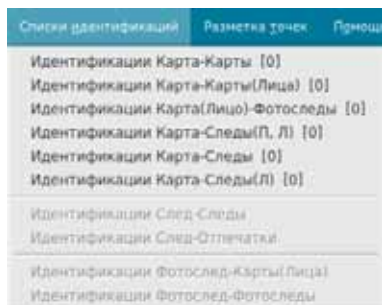 Списки идентификаций Разметка точек Помощ
Идентификации Карта-Карты [0]
Идентификации Карта-Карты(Лица) [0]
Идентификации Карта(Лицо)-Фотоследы [0]
Идентификации Карта-Следы(П, Л) [0]
Идентификации Карта-Следы [0]
Идентификации Карта-Следы(Л) [0]
Идентификации След-Следы
Идентификации След-Отпечатки
Идентификации Фотослед-Карты(Лица)
Идентификации Фотослед-Фотоследы